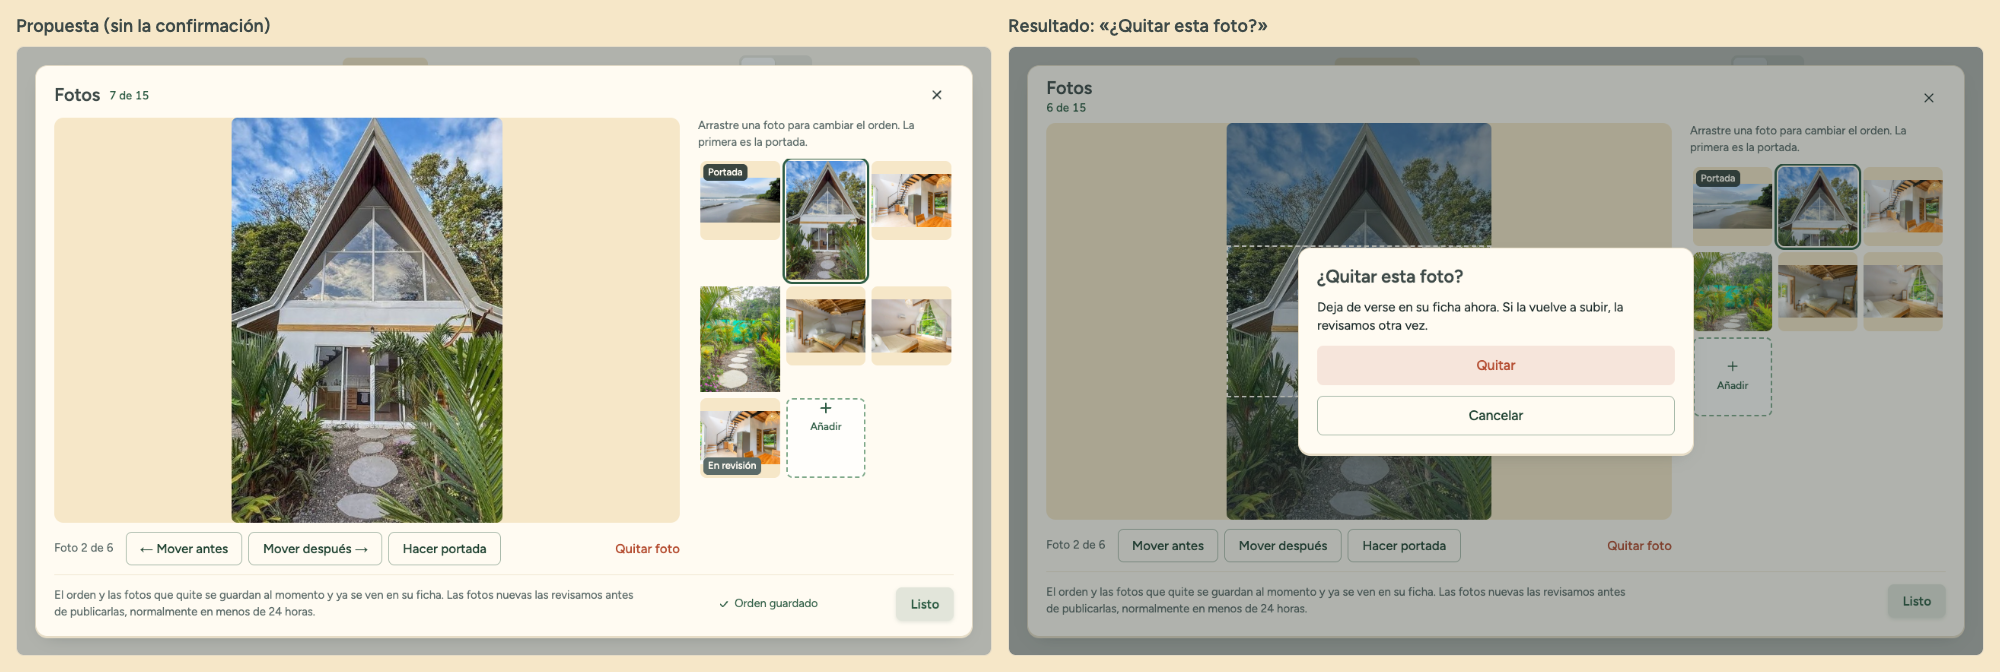 Propuesta (sin la confirmación)
Fotos 7 de 15
Arrastre una foto para cambiar el orden. La
primera es la portada.
Portada
Añadir
En revisión
Foto 2 de 6
← Mover antes
Mover después →
Hacer portada
Quitar foto
El orden y las fotos que quite se guardan al momento y ya se ven en su ficha. Las fotos nuevas las revisamos antes
de publicarlas, normalmente en menos de 24 horas.
Orden guardado
Listo
Resultado: «¿Quitar esta foto?»
Fotos
6 de 15
Arrastre una foto para cambiar el orden. La
primera es la portada.
Portada
Añadir
¿Quitar esta foto?
Deja de verse en su ficha ahora. Si la vuelve a subir, la
revisamos otra vez.
Quitar
Cancelar
Foto 2 de 6
Mover antes
Mover después
Hacer portada
Quitar foto
El orden y las fotos que quite se guardan al momento y ya se ven en su ficha. Las fotos nuevas las revisamos antes
de publicarlas, normalmente en menos de 24 horas.
Listo